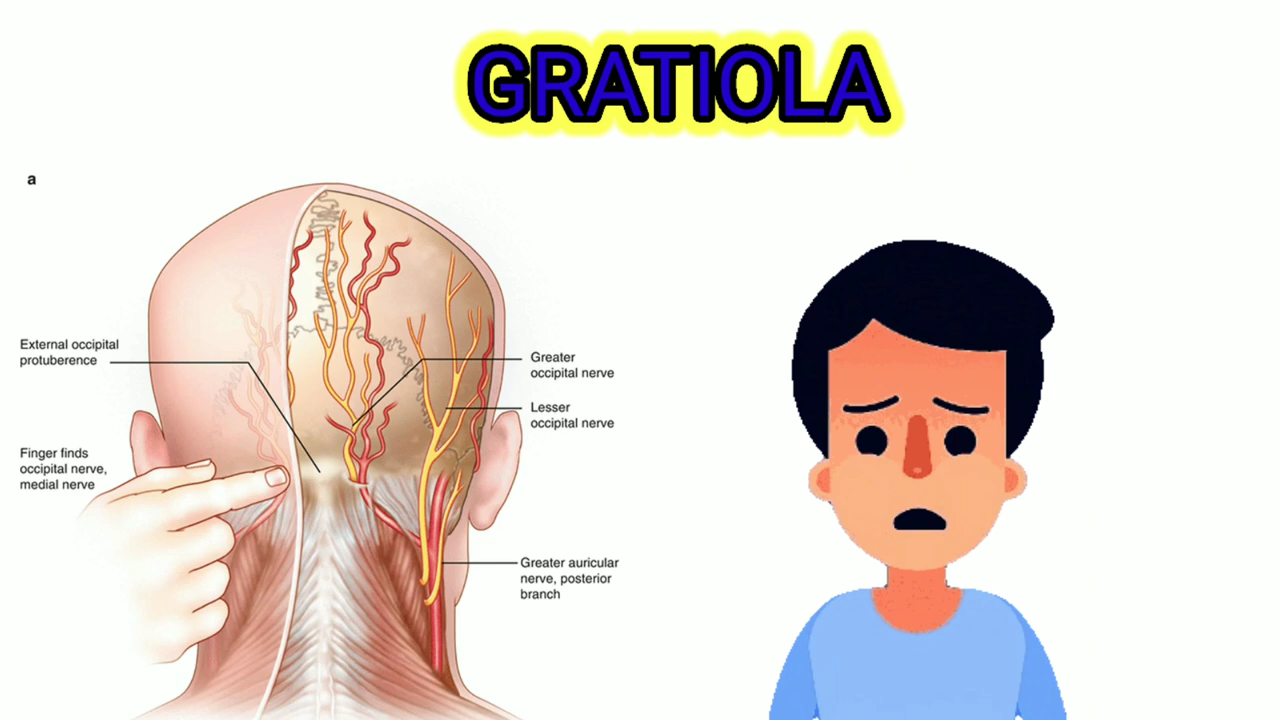 GRATIOLA
a
External occipital
protuberence
Finger finds
occipital nerve,
medial nerve
Greater
occipital nerve
Lesser
occipital nerve
Greater auricular
nerve, posterior
branch